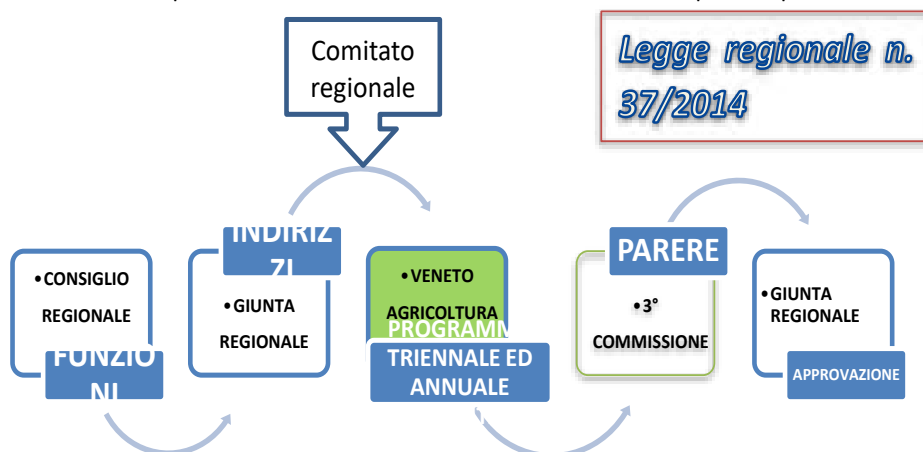 Comitato
regionale
Legge regionale n.
37/2014
INDIRIZ
ZI
PARERE
•CONSIGLIO
REGIONALE
FUNZIO
NI
•GIUNTA
REGIONALE
•VENETO
AGRICOLTURA
PROGRAMM
TRIENNALE ED
ANNUALE
•3°
COMMISSIONE
•GIUNTA
REGIONALE
APPROVAZIONE